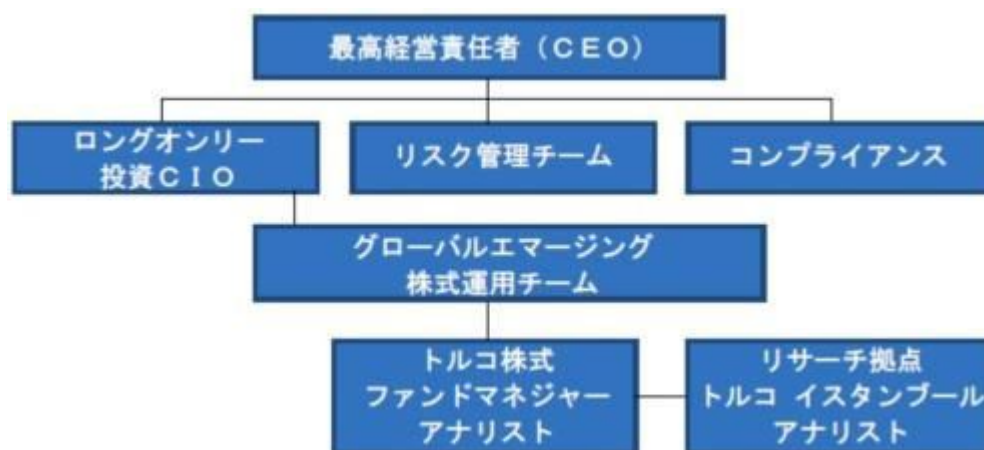 最高経営責任者（ＣＥＯ）
ロングオンリー
投資ＣＩＯ
リスク管理チーム
コンプライアンス
グローバルエマージング
株式運用チーム
トルコ株式
ファンドマネジャー
アナリスト
リサーチ拠点
トルコ イスタンブール
アナリスト